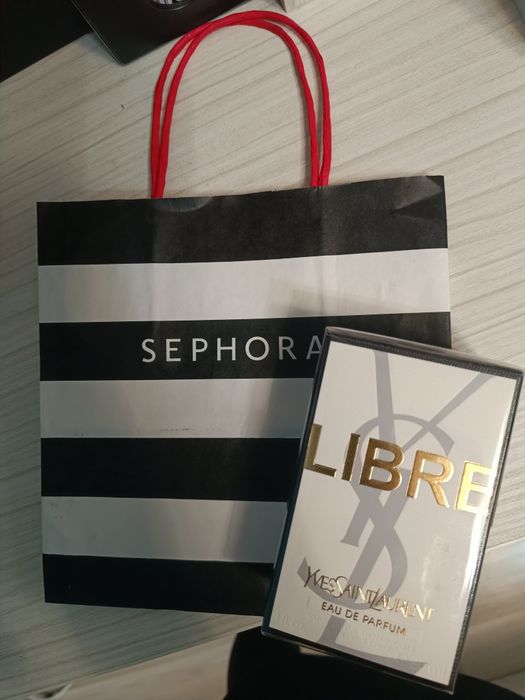 SEPHORA
LIBRE
YVESSAINTLAURENT
EAU DE PARFUM